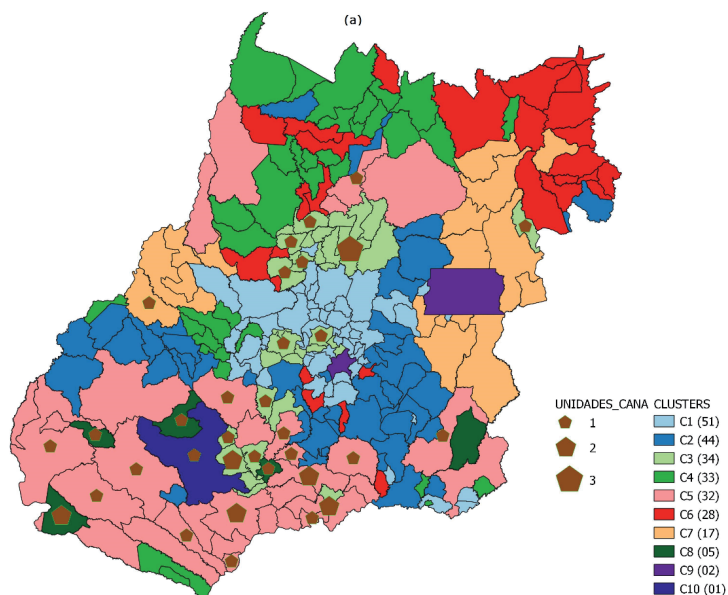 (a)
UNIDADES_CANA CLUSTERS
1
2
3
C1 (51)
C2 (44)
C3 (34)
C4 (33)
C5 (32)
C6 (28)
C7 (17)
C8 (05)
C9 (02)
C10 (01)